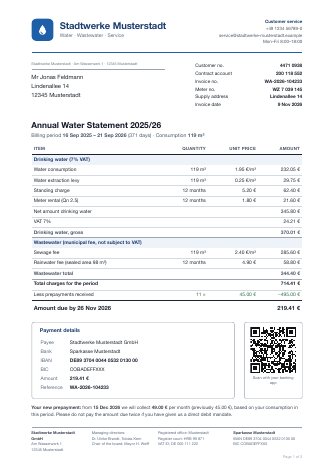 Stadtwerke Musterstadt
Water · Wastewater · Service
Customer service
+49 1234 56789-0
service@stadtwerke-musterstadt.example
Mon–Fri 8:00–18:00
Stadtwerke Musterstadt · Am Wasserwerk 1 · 12345 Musterstadt
Mr Jonas Feldmann
Lindenallee 14
12345 Musterstadt
Customer no. 4471 0928
Contract account 200 118 552
Invoice no. WA-2026-104233
Meter no. WZ 7 039 145
Supply address Lindenallee 14
Invoice date 9 Nov 2026
Annual Water Statement 2025/26
Billing period 16 Sep 2025 – 21 Sep 2026 (371 days) · Consumption 119 m³
ITEM QUANTITY UNIT PRICE AMOUNT
Drinking water (7% VAT)
Water consumption 119 m³ 1.95 €/m³ 232.05 €
Water extraction levy 119 m³ 0.25 €/m³ 29.75 €
Standing charge 12 months 5.20 € 62.40 €
Meter rental (Qn 2.5) 12 months 1.80 € 21.60 €
Net amount drinking water 345.80 €
VAT 7% 24.21 €
Drinking water, gross 370.01 €
Wastewater (municipal fee, not subject to VAT)
Sewage fee 119 m³ 2.40 €/m³ 285.60 €
Rainwater fee (sealed area 98 m²) 12 months 4.90 € 58.80 €
Wastewater total 344.40 €
Total charges for the period 714.41 €
Less prepayments received 11 × 45.00 € −495.00 €
Amount due by 26 Nov 2026 219.41 €
Payment details
Payee Stadtwerke Musterstadt GmbH
Bank Sparkasse Musterstadt
IBAN
BIC COBADEFFXXX
Amount 219.41 €
Reference WA-2026-104233
Scan with your banking app
Your new prepayment: from 15 Dec 2026 we will collect 49.00 € per month (previously 45.00 €), based on your consumption in
this period. Please do not pay the amount due twice if you have given us a direct debit mandate.
Stadtwerke Musterstadt GmbH
Am Wasserwerk 1
12345 Musterstadt
Managing directors:
Registered office: Musterstadt
Sparkasse Musterstadt
Page 1 of 3